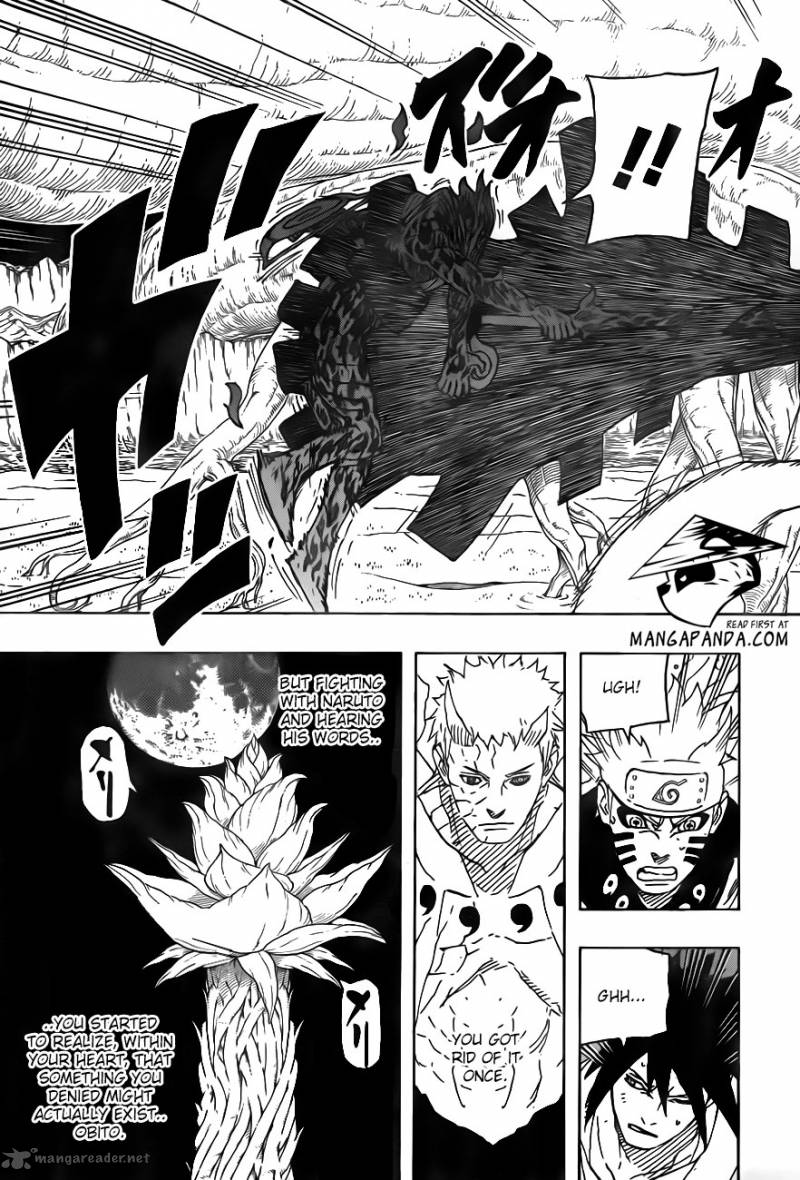 ズオオ
!!
ザザ
READ FIRST AT
MANGAPANDA.COM
UGH!
GHH...
YOU GOT
RID OF IT
ONCE.
BUT FIGHTING
WITH NARUTO
AND HEARING
HIS WORDS..
メリ
メリ
..YOU STARTED
TO REALIZE, WITHIN
YOUR HEART, THAT
SOMETHING YOU
DENIED MIGHT
ACTUALLY EXIST..
OBITO.
mangareader.net